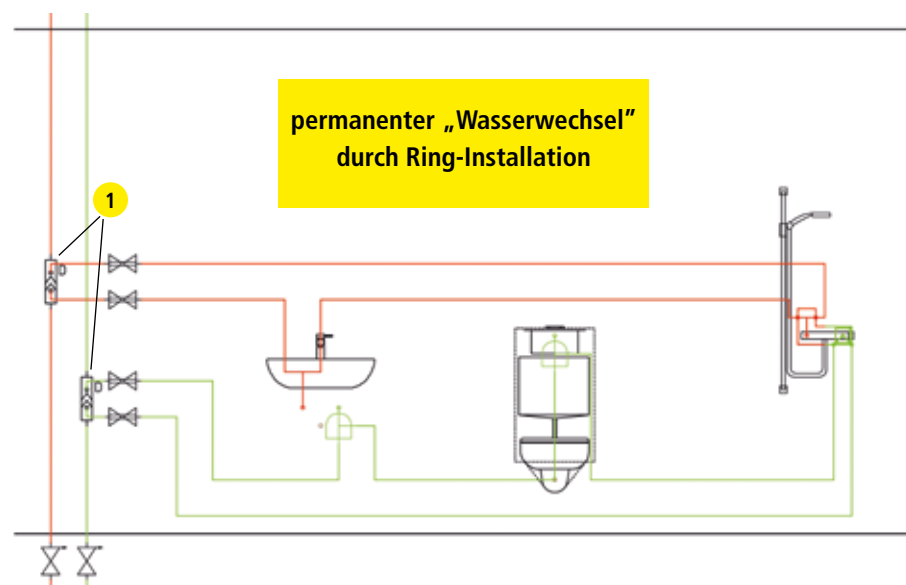 permanenter „Wasserwechsel”
durch Ring-Installation
1